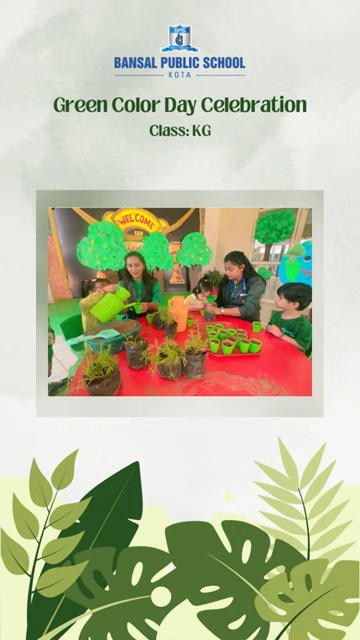 BANSAL PUBLIC SCHOOL
KOTA
Green Color Day Celebration
Class: KG
WELCOME